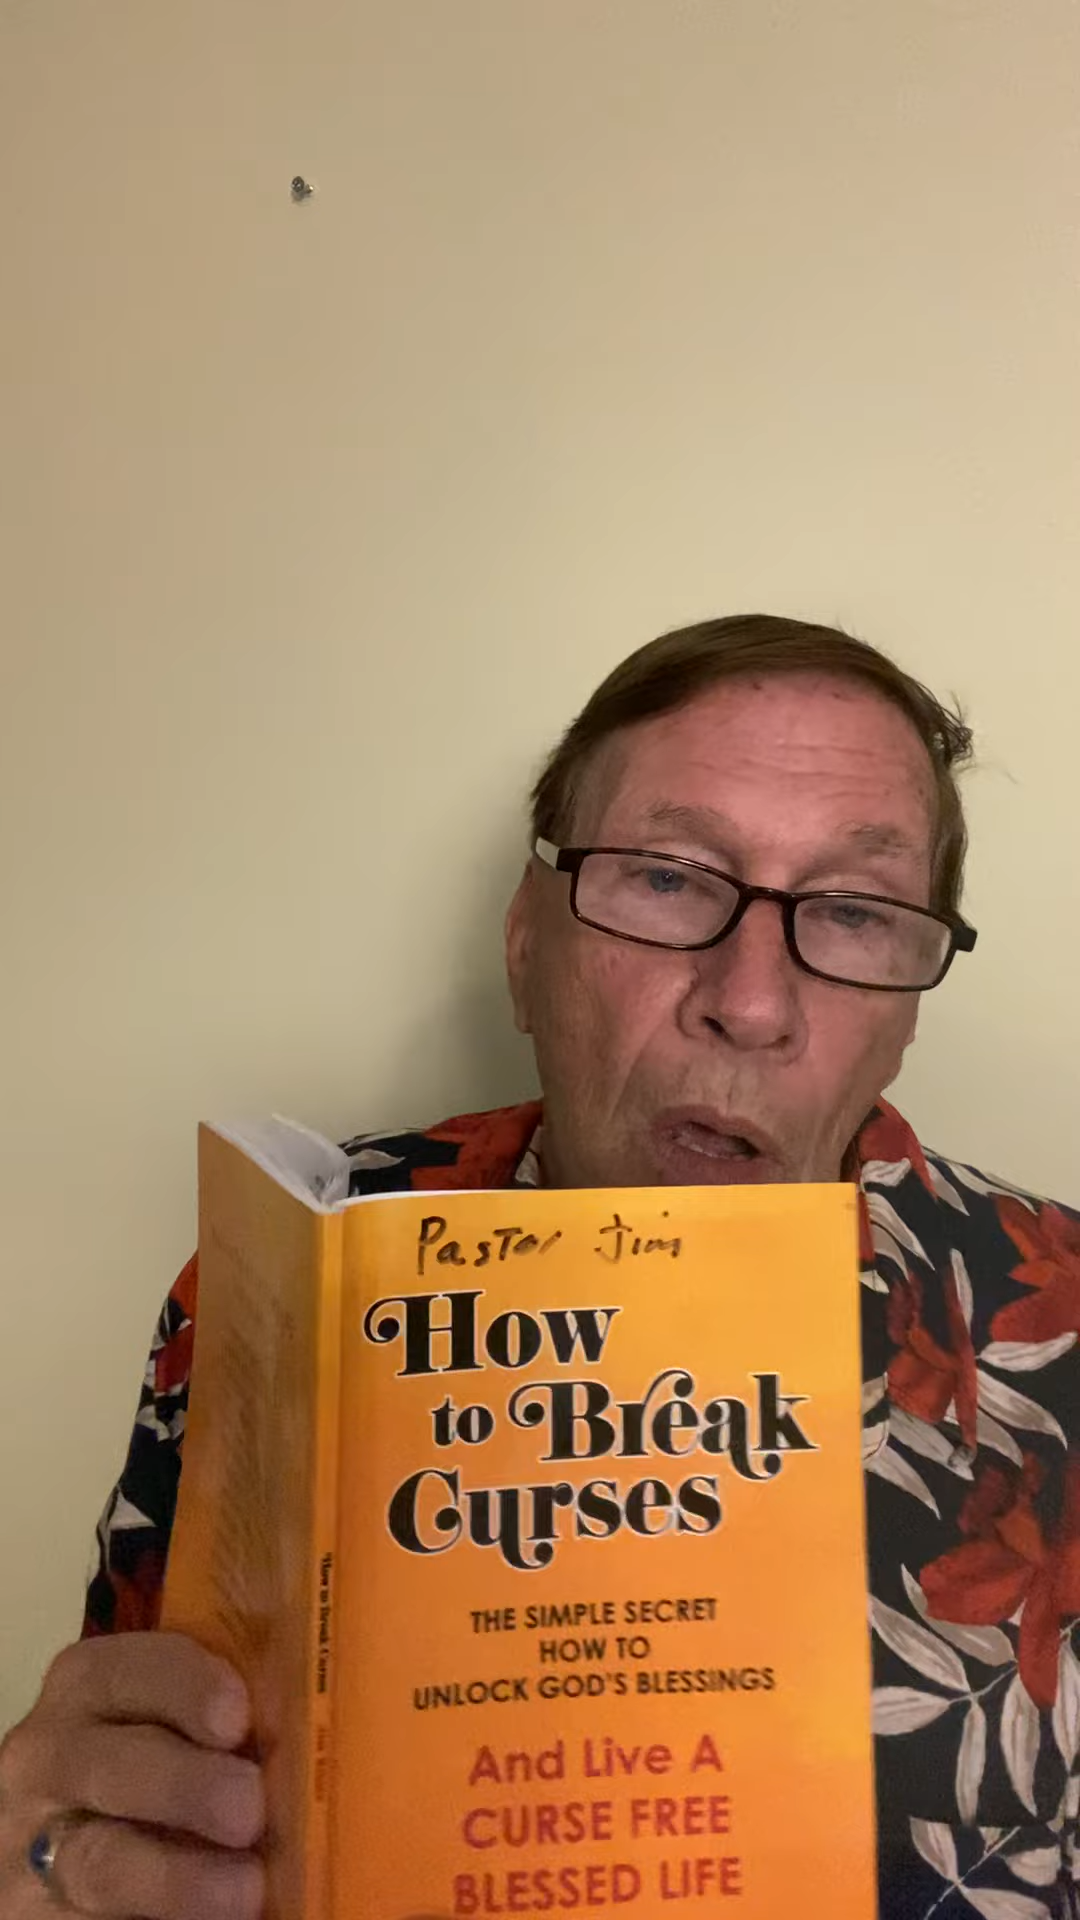 Pastor Jim
How
to Break
Curses
THE SIMPLE SECRET
HOW TO
UNLOCK GOD'S BLESSINGS
And Live A
CURSE FREE
BLESSED LIFE
How to Break Curses